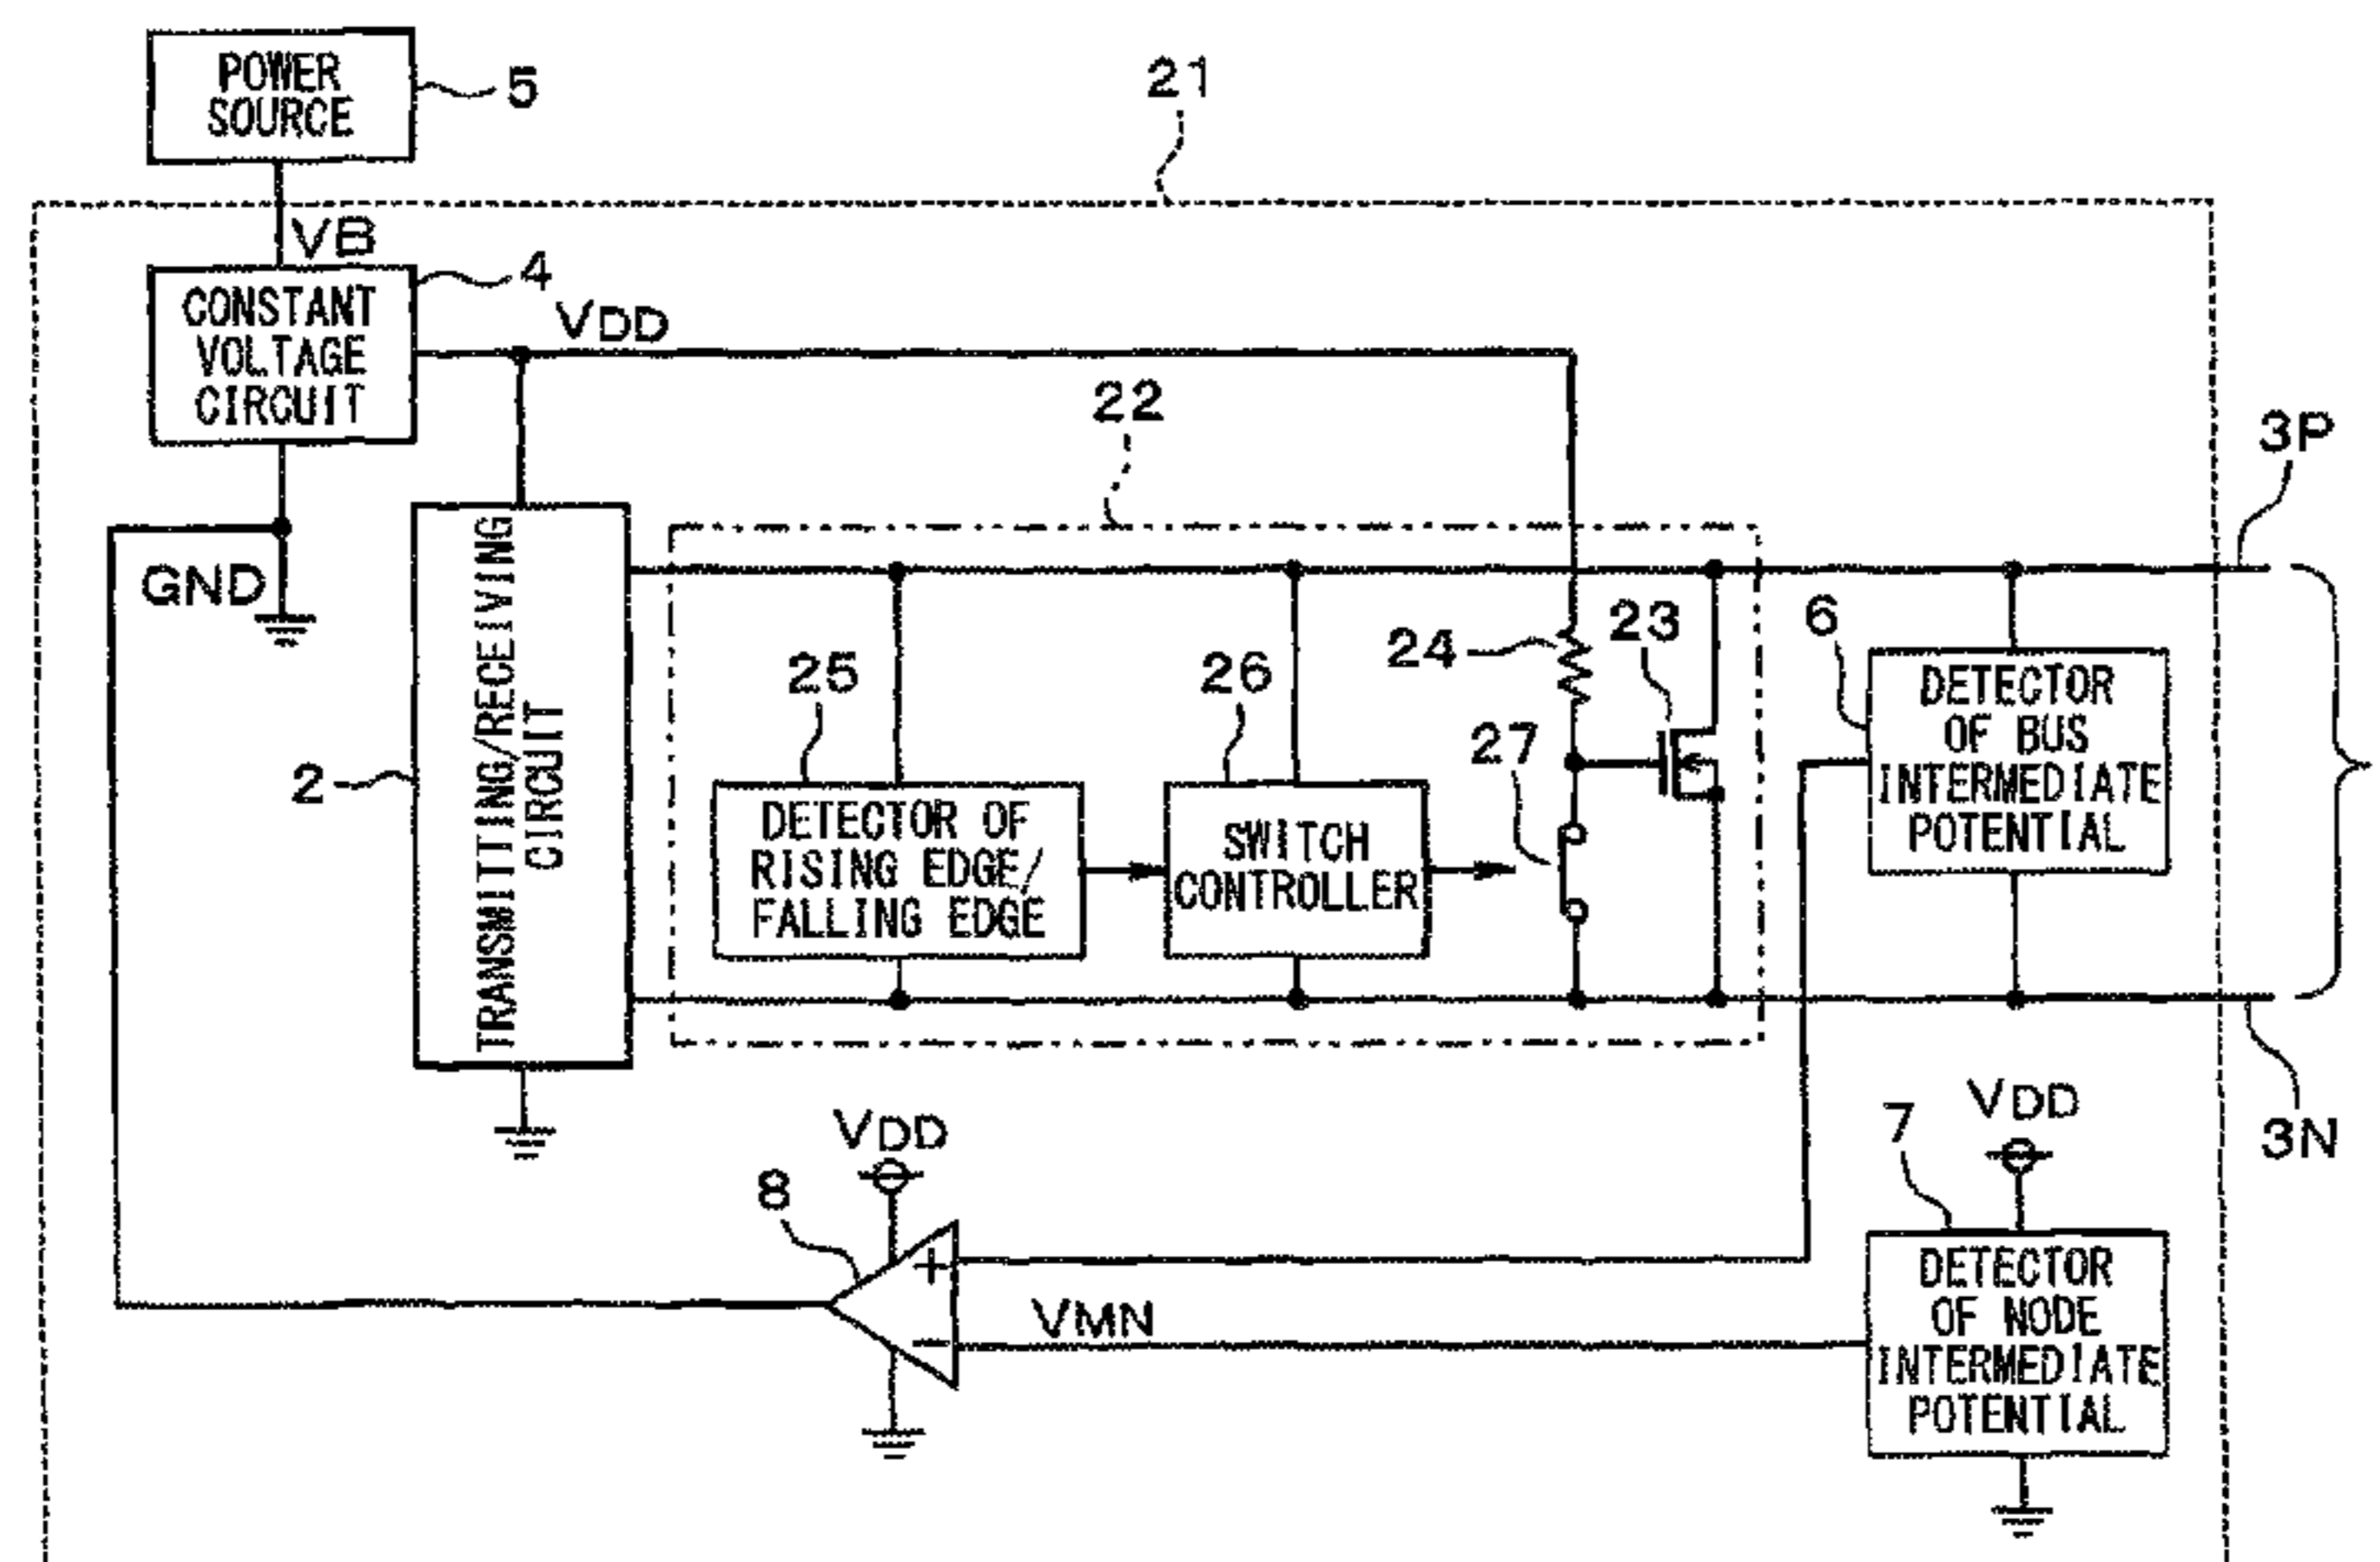 POWER
SOURCE
5
21
VB
4
CONSTANT
VOLTAGE
CIRCUIT
VDD
22
3P
GND
TRANSMITTING/RECEIVING
CIRCUIT
2
25
26
24
23
27
6
DETECTOR OF
RISING EDGE/
FALLING EDGE
SWITCH
CONTROLLER
DETECTOR
OF BUS
INTERMEDIATE
POTENTIAL
3N
8
VDD
+
VMN
−
7
VDD
DETECTOR
OF NODE
INTERMEDIATE
POTENTIAL